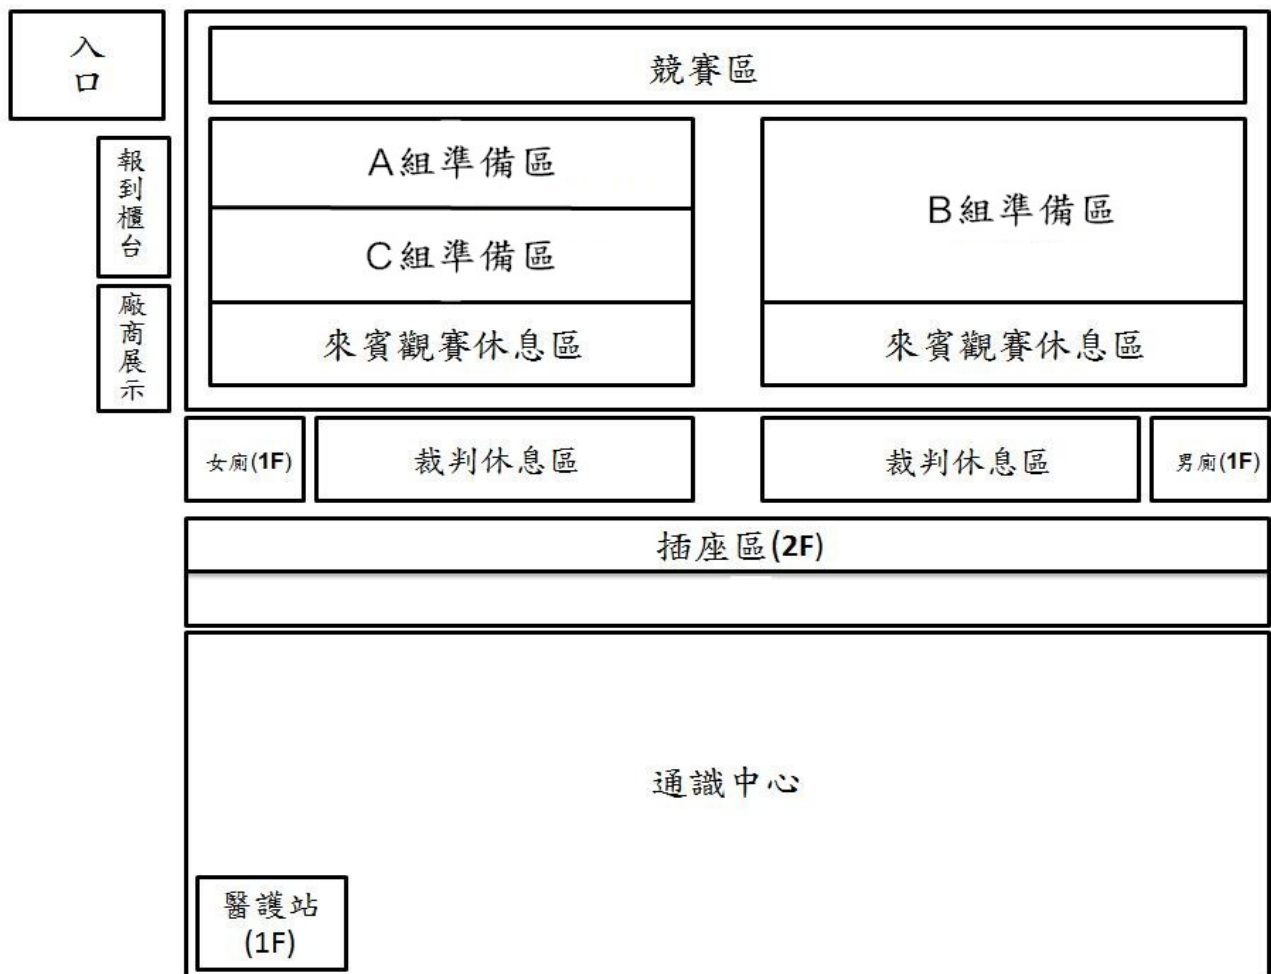 入
口
競賽區
報到櫃台
A組準備區
B組準備區
C組準備區
廠商展示
來賓觀賽休息區
來賓觀賽休息區
女廁(1F)
裁判休息區
裁判休息區
男廁(1F)
插座區(2F)
通識中心
醫護站
(1F)